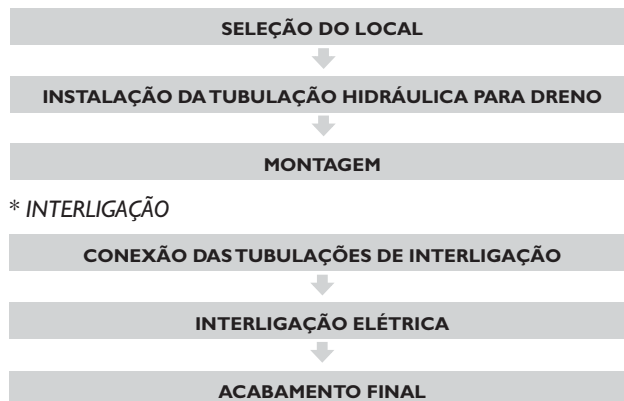 SELEÇÃO DO LOCAL
INSTALAÇÃO DA TUBULAÇÃO HIDRÁULICA PARA DRENO
MONTAGEM
* INTERLIGAÇÃO
CONEXÃO DAS TUBULAÇÕES DE INTERLIGAÇÃO
INTERLIGAÇÃO ELÉTRICA
ACABAMENTO FINAL